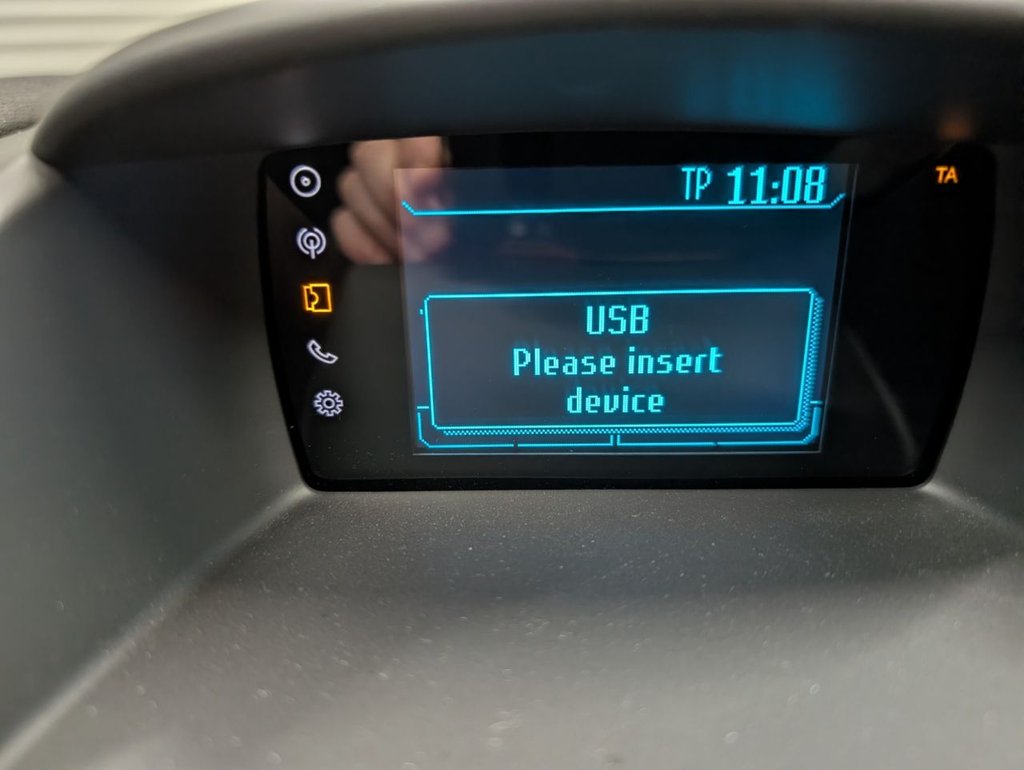 TP 11:08 TA
USB
Please insert
device